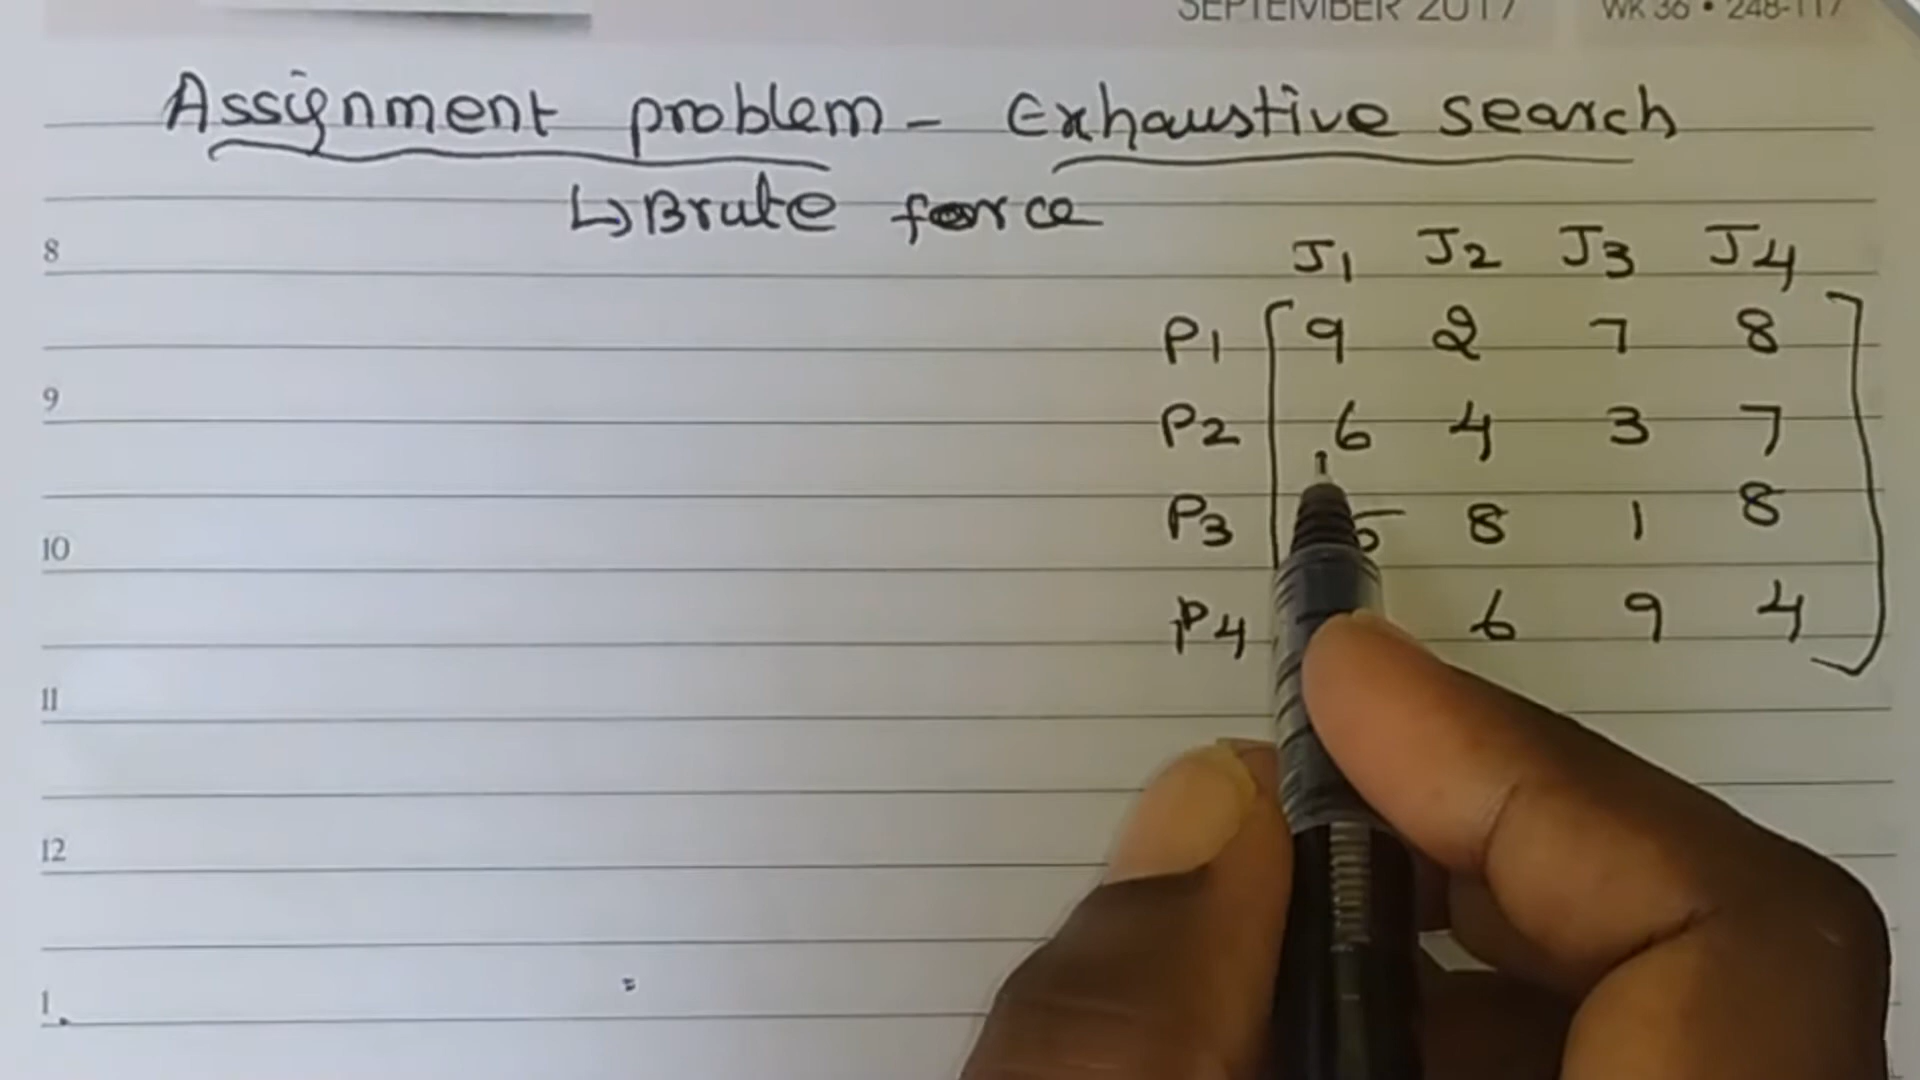 SEPTEMBER 2017 WK 36 • 248-117
Assignment problem - Exhaustive search
↳ Brute force
8
J1 J2 J3 J4
P1 9 2 7 8
9
P2 6 4 3 7
P3 5 8 1 8
10
P4 6 9 4
11
12
1